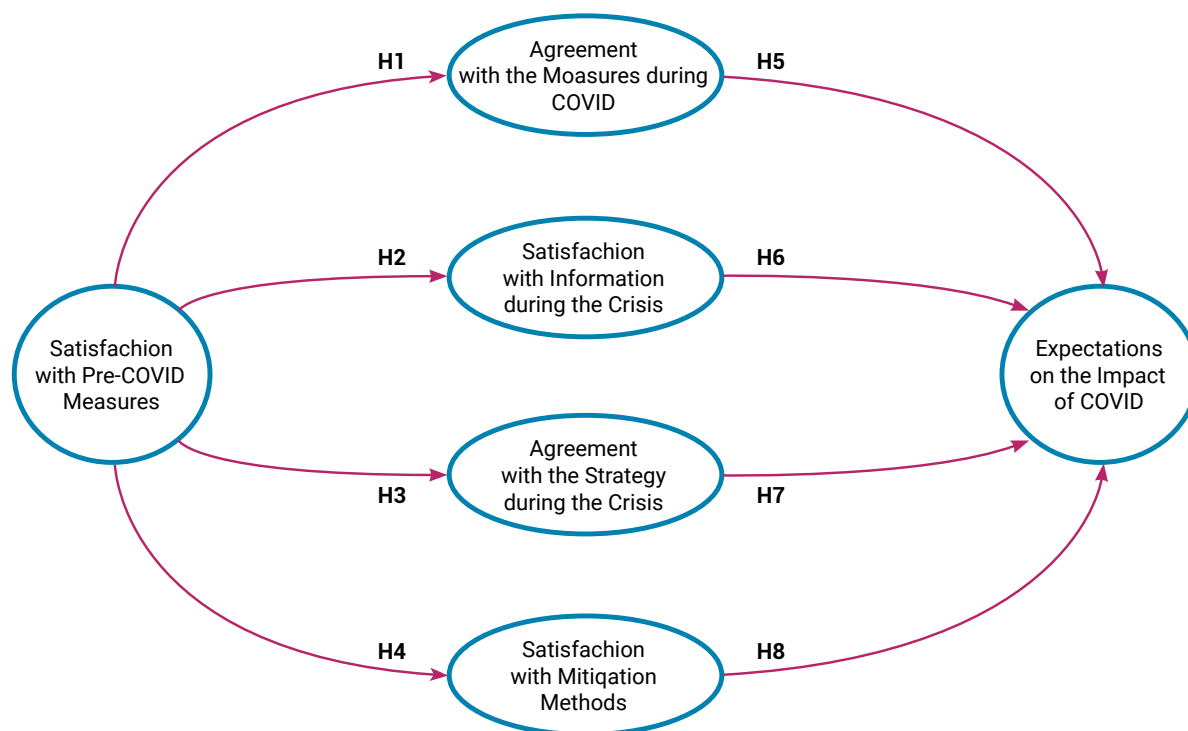 H1
Agreement
with the Moasures during
COVID
H5
H2
Satisfachion
with Information
during the Crisis
H6
Satisfachion
with Pre-COVID
Measures
Expectations
on the Impact
of COVID
H3
Agreement
with the Strategy
during the Crisis
H7
H4
Satisfachion
with Mitiqation
Methods
H8